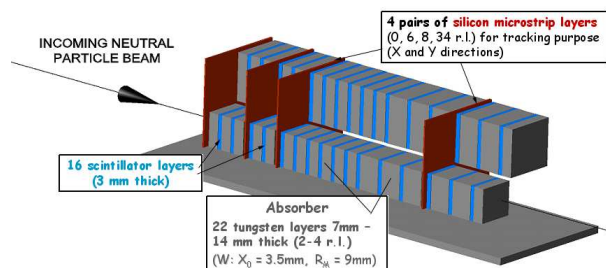 4 pairs of silicon microstrip layers
(0, 6, 8, 34 r.l.) for tracking purpose
(X and Y directions)
INCOMING NEUTRAL
PARTICLE BEAM
16 scintillator layers
(3 mm thick)
Absorber
22 tungsten layers 7mm –
14 mm thick (2-4 r.l.)
(W: X0 = 3.5mm, RM = 9mm)